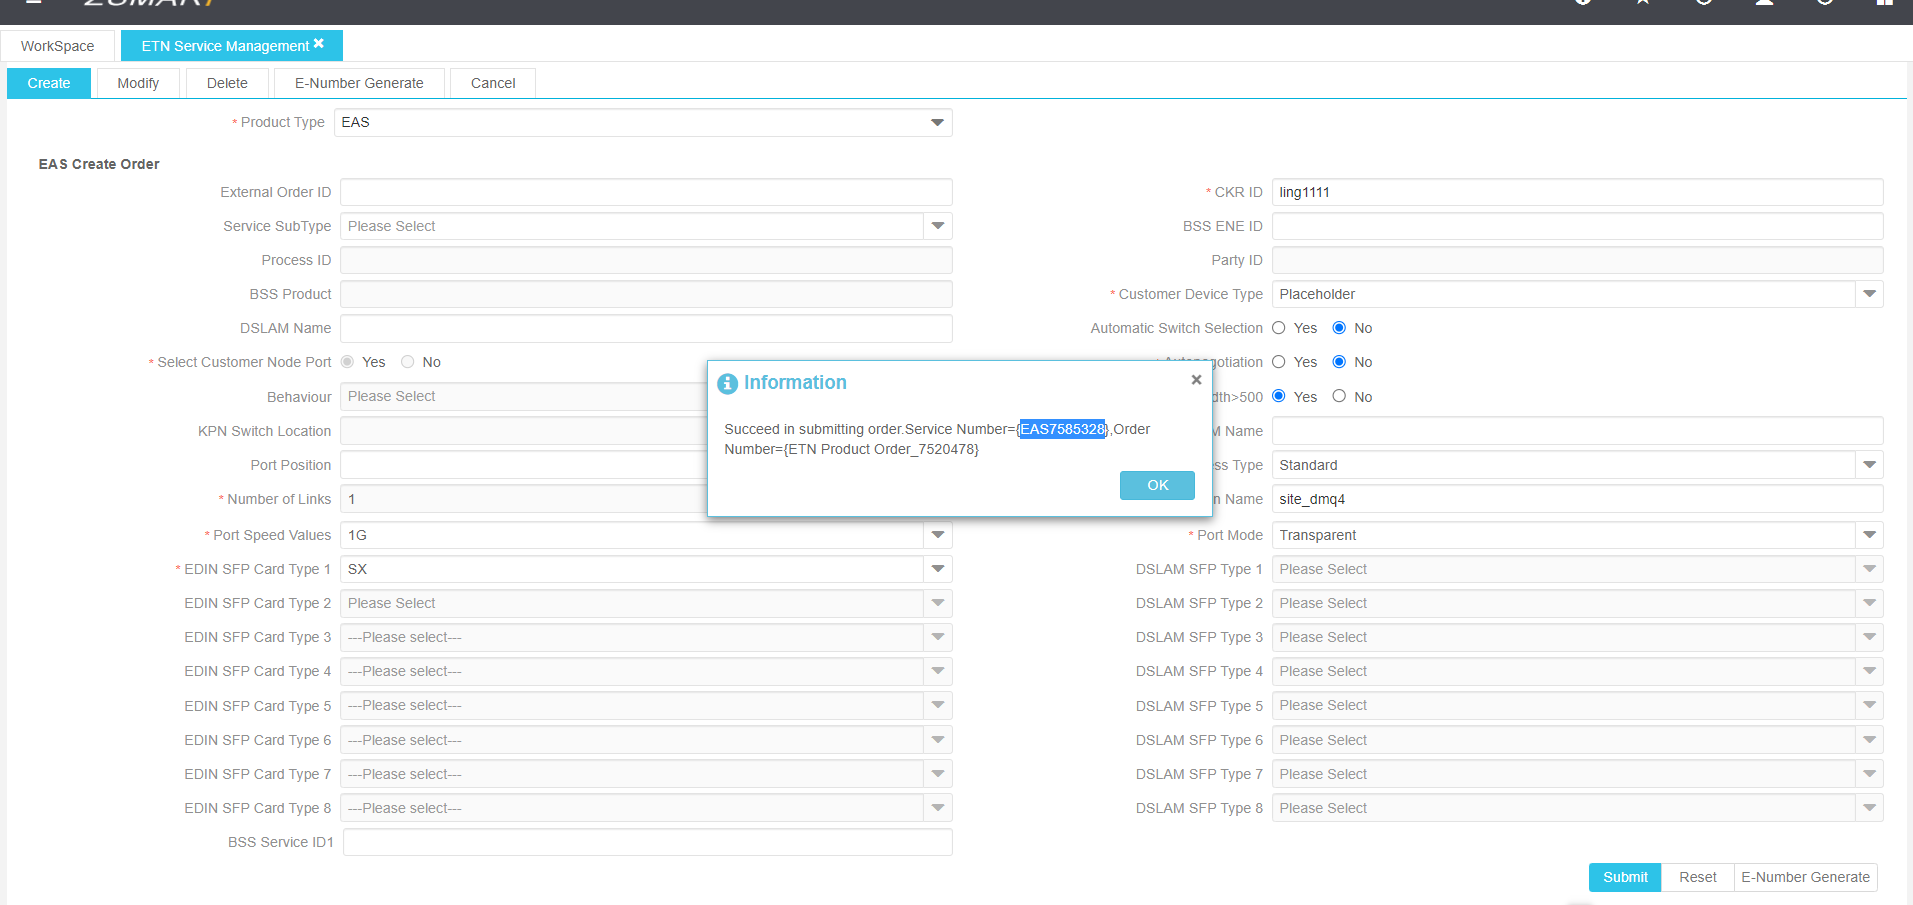 WorkSpace
ETN Service Management
Create
Modify
Delete
E-Number Generate
Cancel
* Product Type
EAS
EAS Create Order
External Order ID
* CKR ID
ling1111
Service SubType
Please Select
BSS ENE ID
Process ID
Party ID
BSS Product
* Customer Device Type
Placeholder
DSLAM Name
Automatic Switch Selection
Yes
No
* Select Customer Node Port
Yes
No
Yes
No
Behaviour
Please Select
>500
Yes
No
KPN Switch Location
Name
Port Position
Type
Standard
* Number of Links
1
Name
site_dmq4
* Port Speed Values
1G
* Port Mode
Transparent
* EDIN SFP Card Type 1
SX
DSLAM SFP Type 1
Please Select
EDIN SFP Card Type 2
Please Select
DSLAM SFP Type 2
Please Select
EDIN SFP Card Type 3
---Please select---
DSLAM SFP Type 3
Please Select
EDIN SFP Card Type 4
---Please select---
DSLAM SFP Type 4
Please Select
EDIN SFP Card Type 5
---Please select---
DSLAM SFP Type 5
Please Select
EDIN SFP Card Type 6
---Please select---
DSLAM SFP Type 6
Please Select
EDIN SFP Card Type 7
---Please select---
DSLAM SFP Type 7
Please Select
EDIN SFP Card Type 8
---Please select---
DSLAM SFP Type 8
Please Select
BSS Service ID1
Submit
Reset
E-Number Generate
Information
Succeed in submitting order.Service Number={EAS7585328},Order
Number={ETN Product Order_7520478}
OK